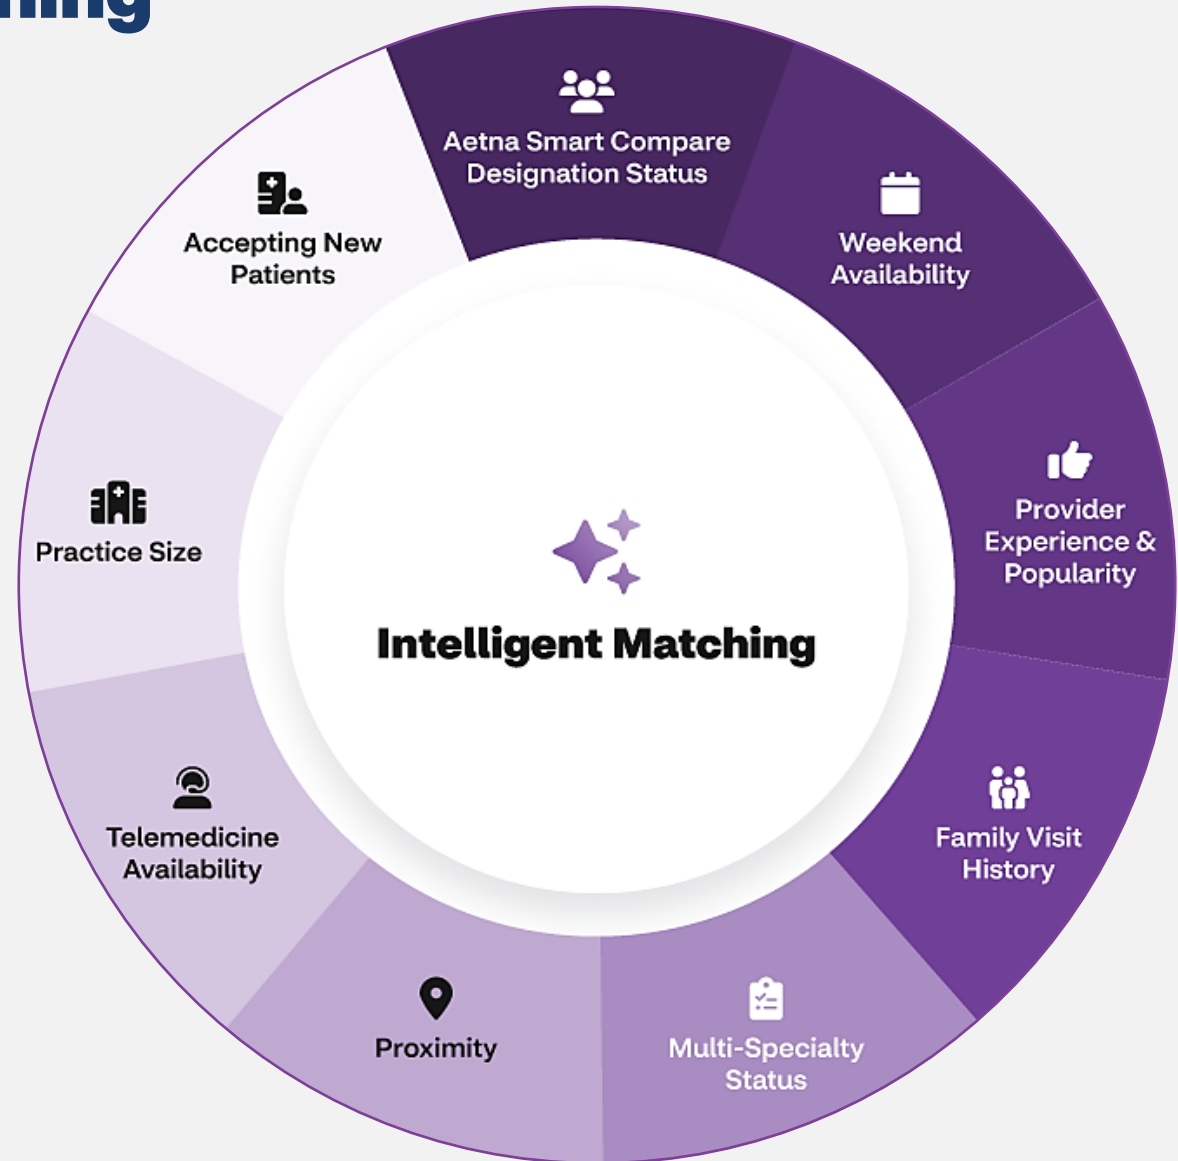 Aetna Smart Compare
Designation Status
Weekend
Availability
Provider
Experience &
Popularity
Family Visit
History
Multi-Specialty
Status
Proximity
Telemedicine
Availability
Practice Size
Accepting New
Patients
Intelligent Matching